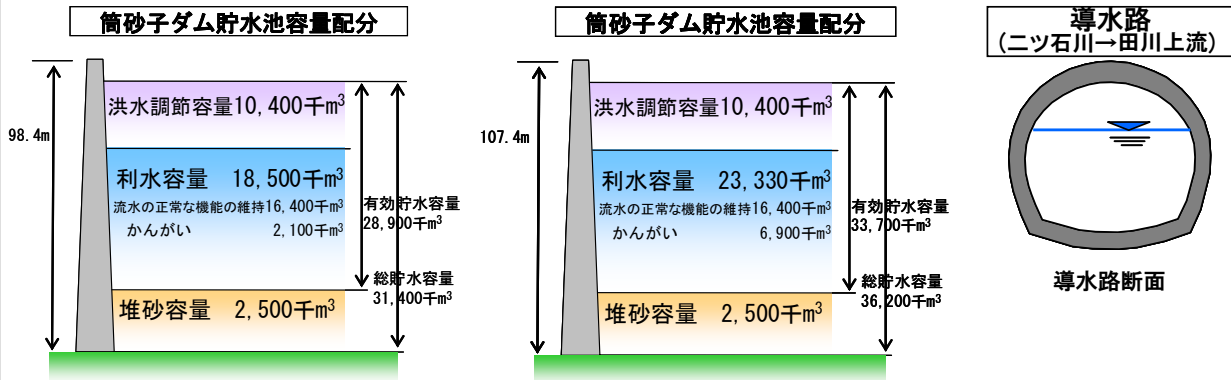 筒砂子ダム貯水池容量配分
98.4m
洪水調節容量10,400千m³
利水容量 18,500千m³
流水の正常な機能の維持16,400千m³
かんがい 2,100千m³
有効貯水容量
28,900千m³
総貯水容量
31,400千m³
堆砂容量 2,500千m³
筒砂子ダム貯水池容量配分
107.4m
洪水調節容量10,400千m³
利水容量 23,330千m³
流水の正常な機能の維持16,400千m³
かんがい 6,900千m³
有効貯水容量
33,700千m³
総貯水容量
36,200千m³
堆砂容量 2,500千m³
導水路
(二ツ石川→田川上流)
導水路断面